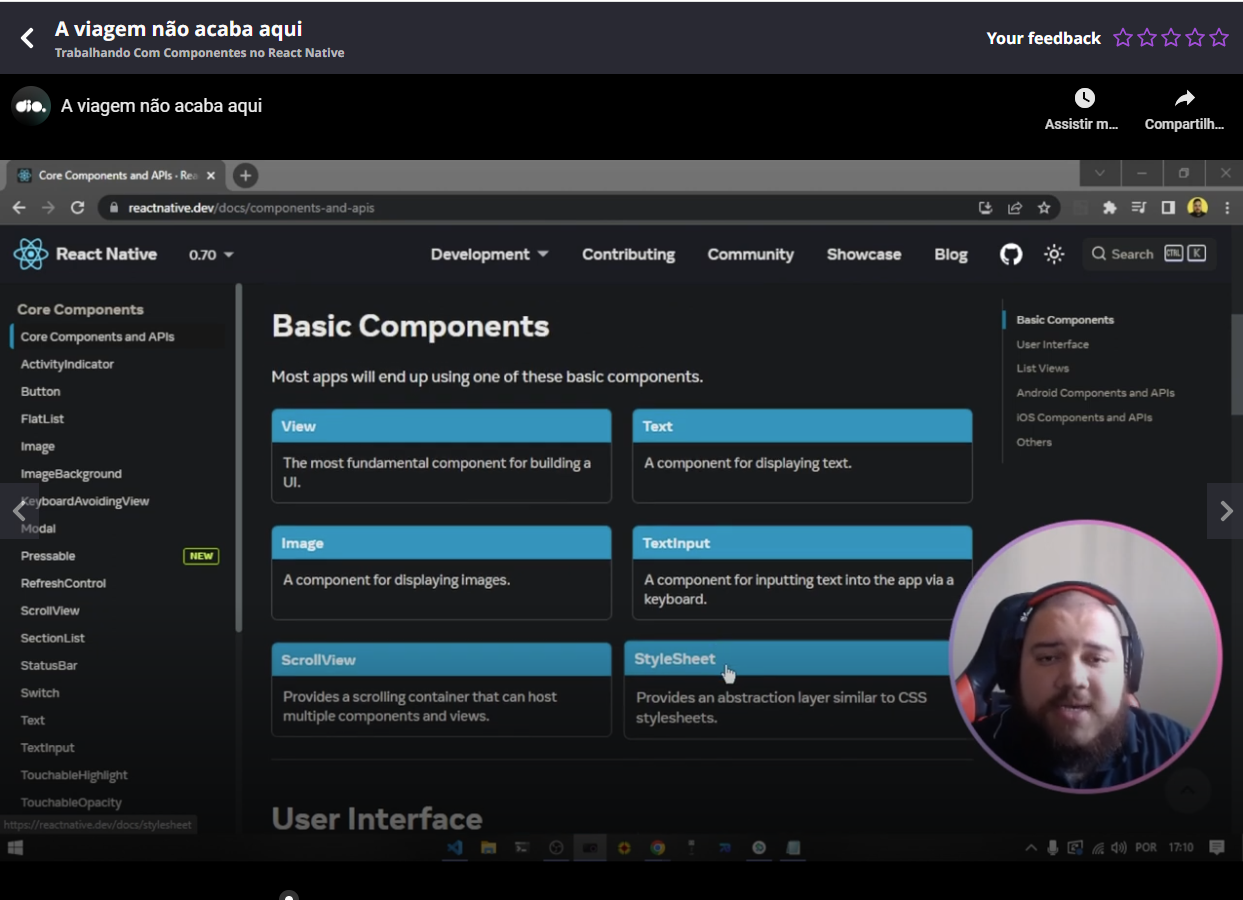 A viagem não acaba aqui
Trabalhando Com Componentes no React Native
Your feedback
dio.
A viagem não acaba aqui
Assistir m...
Compartilh...
Core Components and APIs · Rea
reactnative.dev/docs/components-and-apis
React Native
0.70
Development
Contributing
Community
Showcase
Blog
Search
CTRL
K
Core Components
Core Components and APIs
ActivityIndicator
Button
FlatList
Image
ImageBackground
KeyboardAvoidingView
Modal
Pressable
NEW
RefreshControl
ScrollView
SectionList
StatusBar
Switch
Text
TextInput
TouchableHighlight
TouchableOpacity
https://reactnative.dev/docs/stylesheet
Basic Components
Most apps will end up using one of these basic components.
View
The most fundamental component for building a
UI.
Text
A component for displaying text.
Image
A component for displaying images.
TextInput
A component for inputting text into the app via a
keyboard.
ScrollView
Provides a scrolling container that can host
multiple components and views.
StyleSheet
Provides an abstraction layer similar to CSS
stylesheets.
User Interface
Basic Components
User Interface
List Views
Android Components and APIs
iOS Components and APIs
Others
POR
17:10